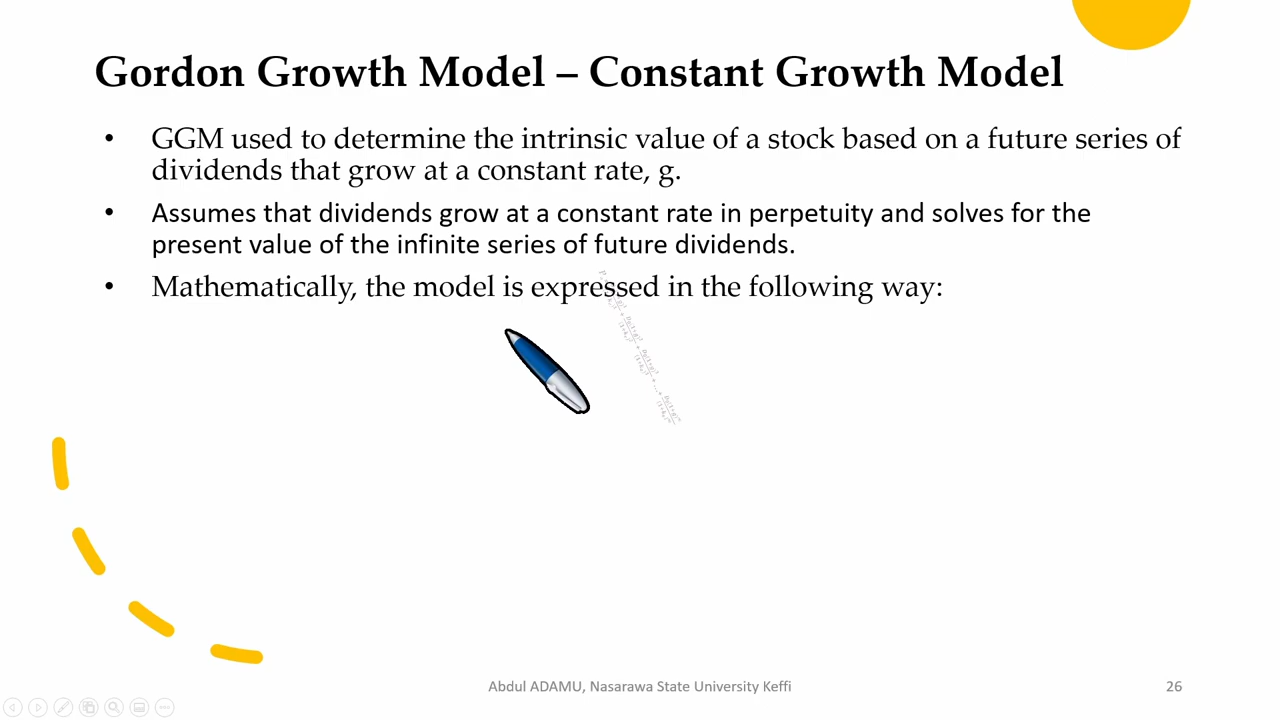 Gordon Growth Model – Constant Growth Model
• GGM used to determine the intrinsic value of a stock based on a future series of
dividends that grow at a constant rate, g.
• Assumes that dividends grow at a constant rate in perpetuity and solves for the
present value of the infinite series of future dividends.
• Mathematically, the model is expressed in the following way:
Abdul ADAMU, Nasarawa State University Keffi
26